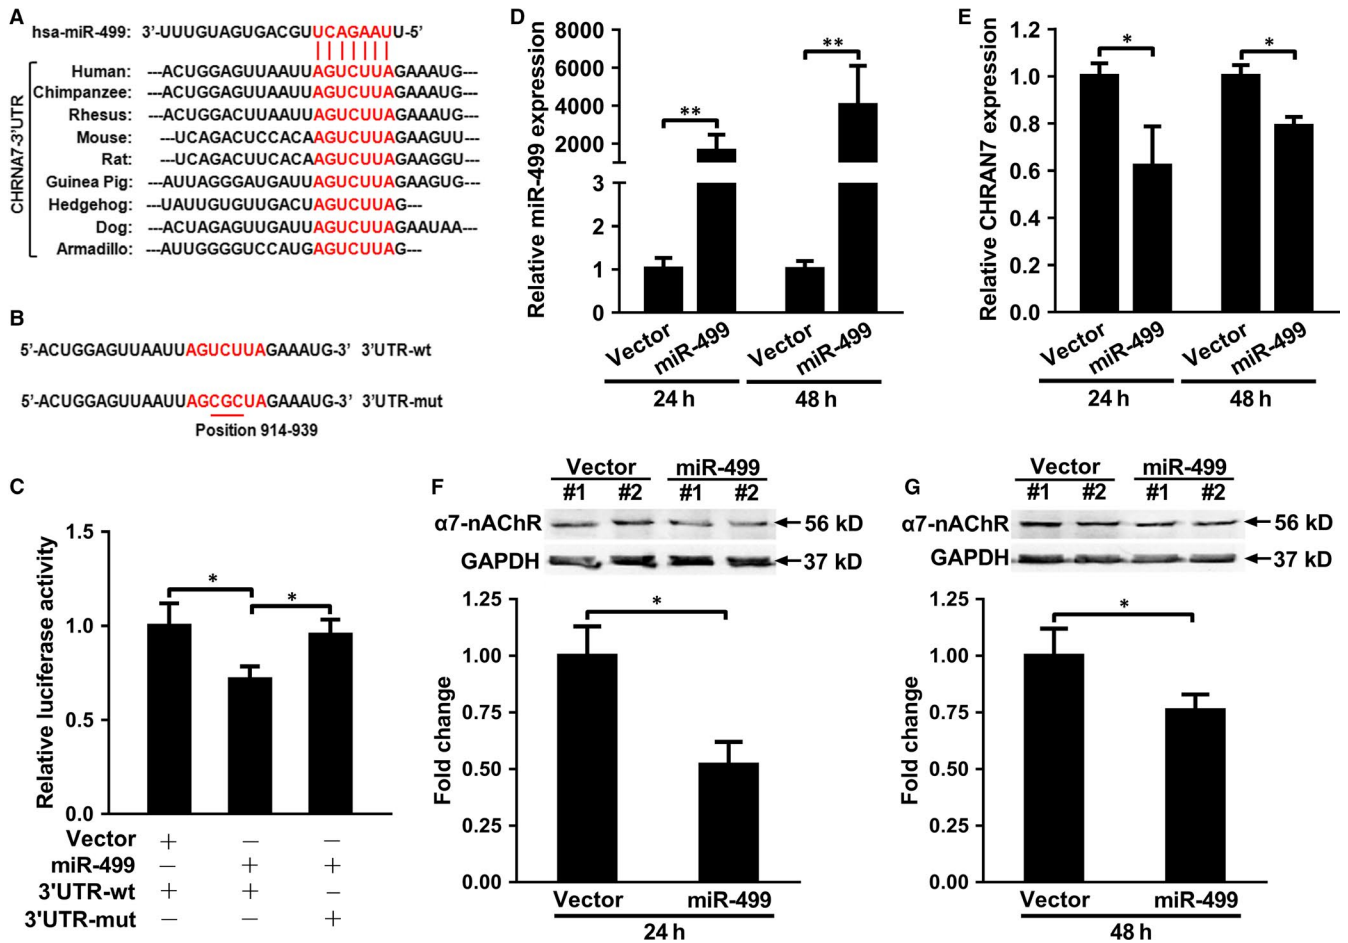 A
hsa-miR-499: 3'-UUUGUAGUGACGUUCAGAAUU-5'
CHRNA7-3'UTR
Human: ---ACUGGAGUUAAUUAGUCUUAGAAAUG---
Chimpanzee: ---ACUGGAGUUAAUUAGUCUUAGAAAUG---
Rhesus: ---ACUGGACUUAAUUAGUCUUAGAAAUG---
Mouse: ---UCAGACUCCACAAGUCUUAGAAGUU---
Rat: ---UCAGACUUCACAAGUCUUAGAAGGU---
Guinea Pig: ---AUUAGGGAUGAUUAGUCUUAGAAGUG---
Hedgehog: ---UAUUGUGUUGACUAGUCUUAG---
Dog: ---ACUAGAGUUGAUUAGUCUUAGAAUAA---
Armadillo: ---AUUGGGGUCCAUGAGUCUUAG---
B
5'-ACUGGAGUUAAUUAGUCUUAGAAAUG-3' 3'UTR-wt
5'-ACUGGAGUUAAUUAGCGCUAGAAAUG-3' 3'UTR-mut
Position 914-939
C
Relative luciferase activity
1.5
1.0
0.5
0.0
*
*
Vector + – –
miR-499 – + +
3'UTR-wt + + –
3'UTR-mut – – +
D
Relative miR-499 expression
8000
6000
4000
2000
3
2
1
0
**
**
Vector miR-499 Vector miR-499
24 h 48 h
E
Relative CHRAN7 expression
1.2
1.0
0.8
0.6
0.4
0.2
0.0
*
*
Vector miR-499 Vector miR-499
24 h 48 h
F
Vector miR-499
#1 #2 #1 #2
α7-nAChR 56 kD
GAPDH 37 kD
Fold change
1.25
1.00
0.75
0.50
0.25
0.00
*
Vector miR-499
24 h
G
Vector miR-499
#1 #2 #1 #2
α7-nAChR 56 kD
GAPDH 37 kD
Fold change
1.25
1.00
0.75
0.50
0.25
0.00
*
Vector miR-499
48 h